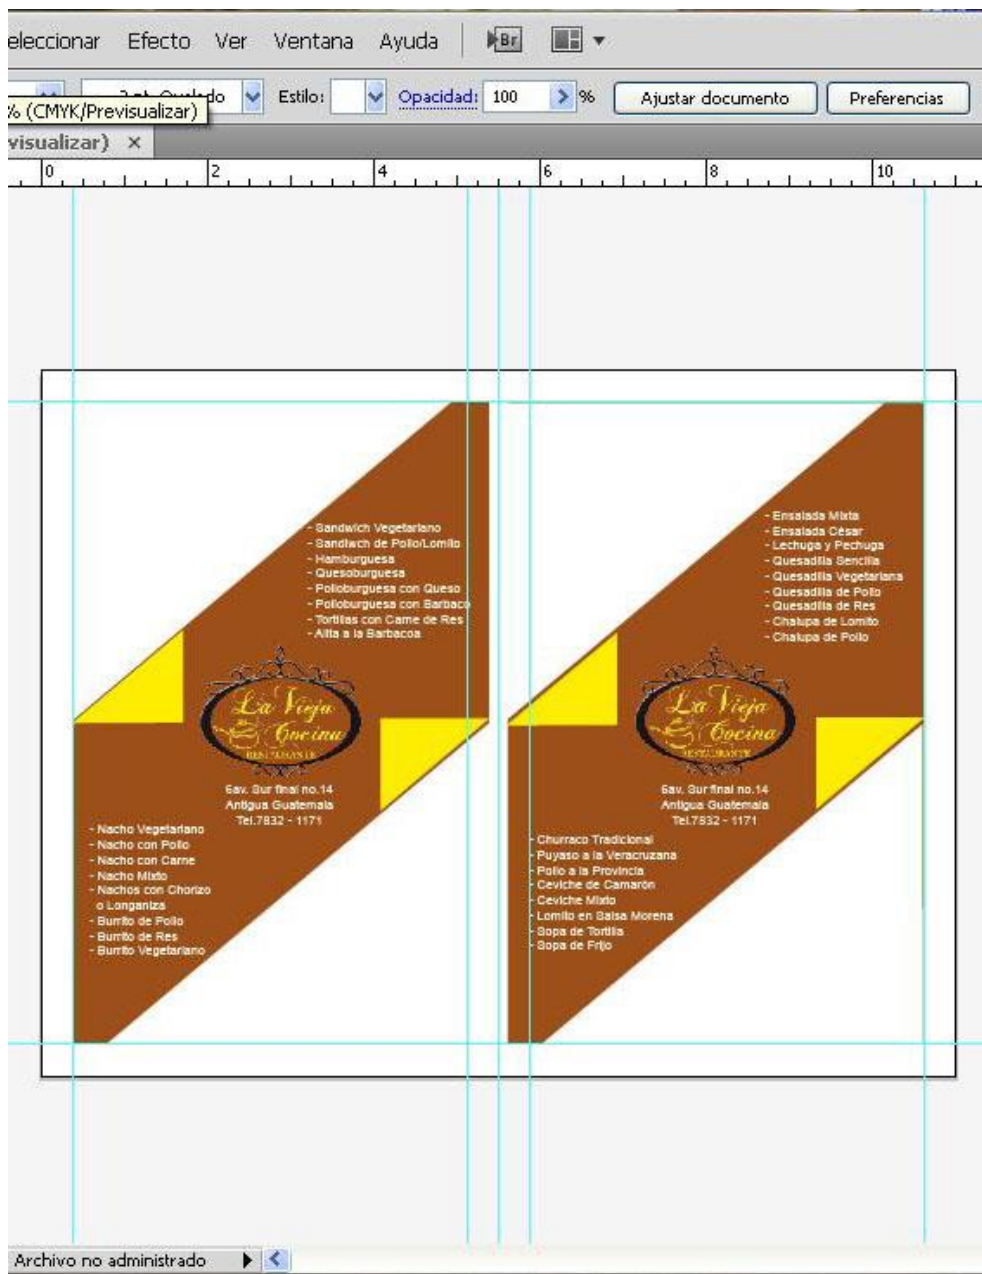 eleccionar Efecto Ver Ventana Ayuda Br
Estilo: Opacidad: 100 % Ajustar documento Preferencias
% (CMYK/Previsualizar)
visualizar) ×
0 2 4 6 8 10
- Sandwich Vegetariano
- Sandiwch de Pollo/Lomito
- Hamburguesa
- Quesoburguesa
- Polloburguesa con Queso
- Polloburguesa con Barbaco
- Tortillas con Carne de Res
- Alita a la Barbacoa
La Vieja
Cocina
RESTAURANTE
6av. Sur final no.14
Antigua Guatemala
Tel.7832 - 1171
- Nacho Vegetariano
- Nacho con Pollo
- Nacho con Carne
- Nacho Mixto
- Nachos con Chorizo
o Longaniza
- Burrito de Pollo
- Burrito de Res
- Burrito Vegetariano
- Ensalada Mixta
- Ensalada César
- Lechuga y Pechuga
- Quesadilla Sencilla
- Quesadilla Vegetariana
- Quesadilla de Pollo
- Quesadilla de Res
- Chalupa de Lomito
- Chalupa de Pollo
La Vieja
Cocina
RESTAURANTE
6av. Sur final no.14
Antigua Guatemala
Tel.7832 - 1171
- Churraco Tradicional
- Puyaso a la Veracruzana
- Pollo a la Provincia
- Ceviche de Camarón
- Ceviche Mixto
- Lomito en Salsa Morena
- Sopa de Tortilla
- Sopa de Frijo
Archivo no administrado